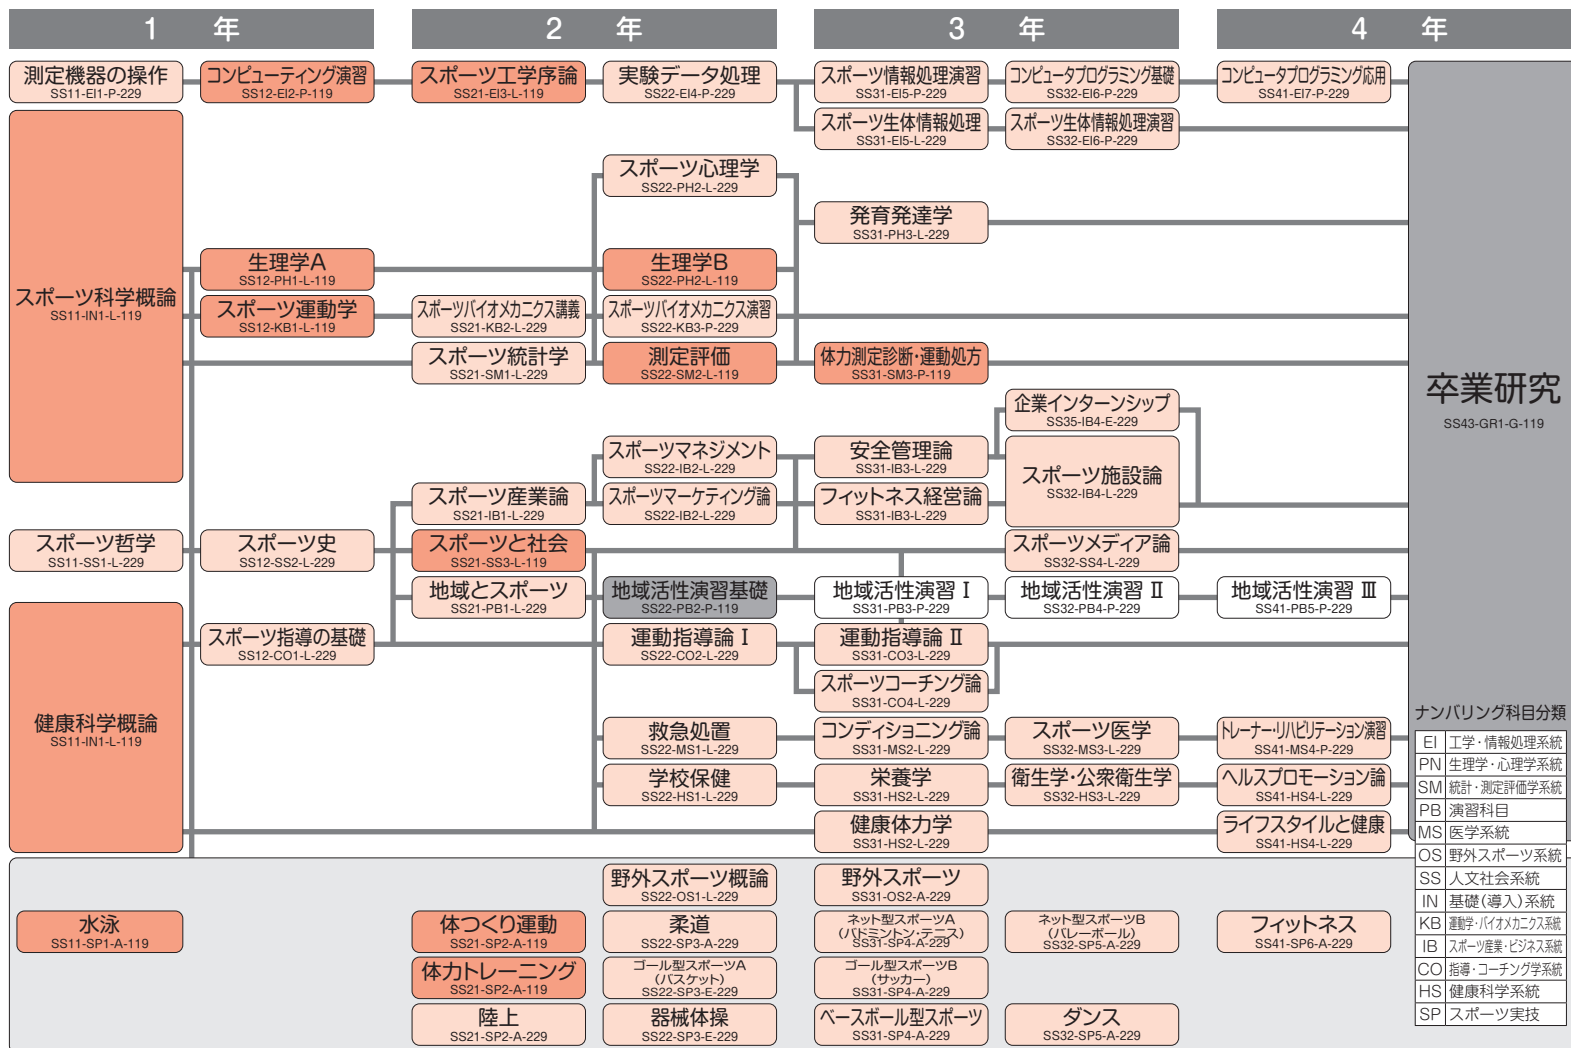 1 年
2 年
3 年
4 年
測定機器の操作
SS11-EI1-P-229
コンピューティング演習
SS12-EI2-P-119
スポーツ工学序論
SS21-EI3-L-119
実験データ処理
SS22-EI4-P-229
スポーツ情報処理演習
SS31-EI5-P-229
コンピュータプログラミング基礎
SS32-EI6-P-229
コンピュータプログラミング応用
SS41-EI7-P-229
スポーツ生体情報処理
SS31-EI5-L-229
スポーツ生体情報処理演習
SS32-EI6-P-229
スポーツ科学概論
SS11-IN1-L-119
スポーツ心理学
SS22-PH2-L-229
発育発達学
SS31-PH3-L-229
生理学A
SS12-PH1-L-119
生理学B
SS22-PH2-L-119
スポーツ運動学
SS12-KB1-L-119
スポーツバイオメカニクス講義
SS21-KB2-L-229
スポーツバイオメカニクス演習
SS22-KB3-P-229
スポーツ統計学
SS21-SM1-L-229
測定評価
SS22-SM2-L-119
体力測定診断・運動処方
SS31-SM3-P-119
卒業研究
SS43-GR1-G-119
企業インターンシップ
SS35-IB4-E-229
スポーツマネジメント
SS22-IB2-L-229
安全管理論
SS31-IB3-L-229
スポーツ施設論
SS32-IB4-L-229
スポーツ産業論
SS21-IB1-L-229
スポーツマーケティング論
SS22-IB2-L-229
フィットネス経営論
SS31-IB3-L-229
スポーツ哲学
SS11-SS1-L-229
スポーツ史
SS12-SS2-L-229
スポーツと社会
SS21-SS3-L-119
スポーツメディア論
SS32-SS4-L-229
地域とスポーツ
SS21-PB1-L-229
地域活性演習基礎
SS22-PB2-P-119
地域活性演習 Ⅰ
SS31-PB3-P-229
地域活性演習 Ⅱ
SS32-PB4-P-229
地域活性演習 Ⅲ
SS41-PB5-P-229
健康科学概論
SS11-IN1-L-119
スポーツ指導の基礎
SS12-CO1-L-229
運動指導論 Ⅰ
SS22-CO2-L-229
運動指導論 Ⅱ
SS31-CO3-L-229
スポーツコーチング論
SS31-CO4-L-229
救急処置
SS22-MS1-L-229
コンディショニング論
SS31-MS2-L-229
スポーツ医学
SS32-MS3-L-229
トレーナー・リハビリテーション演習
SS41-MS4-P-229
学校保健
SS22-HS1-L-229
栄養学
SS31-HS2-L-229
衛生学・公衆衛生学
SS32-HS3-L-229
ヘルスプロモーション論
SS41-HS4-L-229
健康体力学
SS31-HS2-L-229
ライフスタイルと健康
SS41-HS4-L-229
野外スポーツ概論
SS22-OS1-L-229
野外スポーツ
SS31-OS2-A-229
水泳
SS11-SP1-A-119
体つくり運動
SS21-SP2-A-119
柔道
SS22-SP3-A-229
ネット型スポーツA
(バドミントン・テニス)
SS31-SP4-A-229
ネット型スポーツB
(バレーボール)
SS32-SP5-A-229
フィットネス
SS41-SP6-A-229
体力トレーニング
SS21-SP2-A-119
ゴール型スポーツA
(バスケット)
SS22-SP3-E-229
ゴール型スポーツB
(サッカー)
SS31-SP4-A-229
陸上
SS21-SP2-A-229
器械体操
SS22-SP3-E-229
ベースボール型スポーツ
SS31-SP4-A-229
ダンス
SS32-SP5-A-229
ナンバリング科目分類
EI 工学・情報処理系統
PN 生理学・心理学系統
SM 統計・測定評価学系統
PB 演習科目
MS 医学系統
OS 野外スポーツ系統
SS 人文社会系統
IN 基礎(導入)系統
KB 運動学・バイオメカニクス系統
IB スポーツ産業・ビジネス系統
CO 指導・コーチング学系統
HS 健康科学系統
SP スポーツ実技